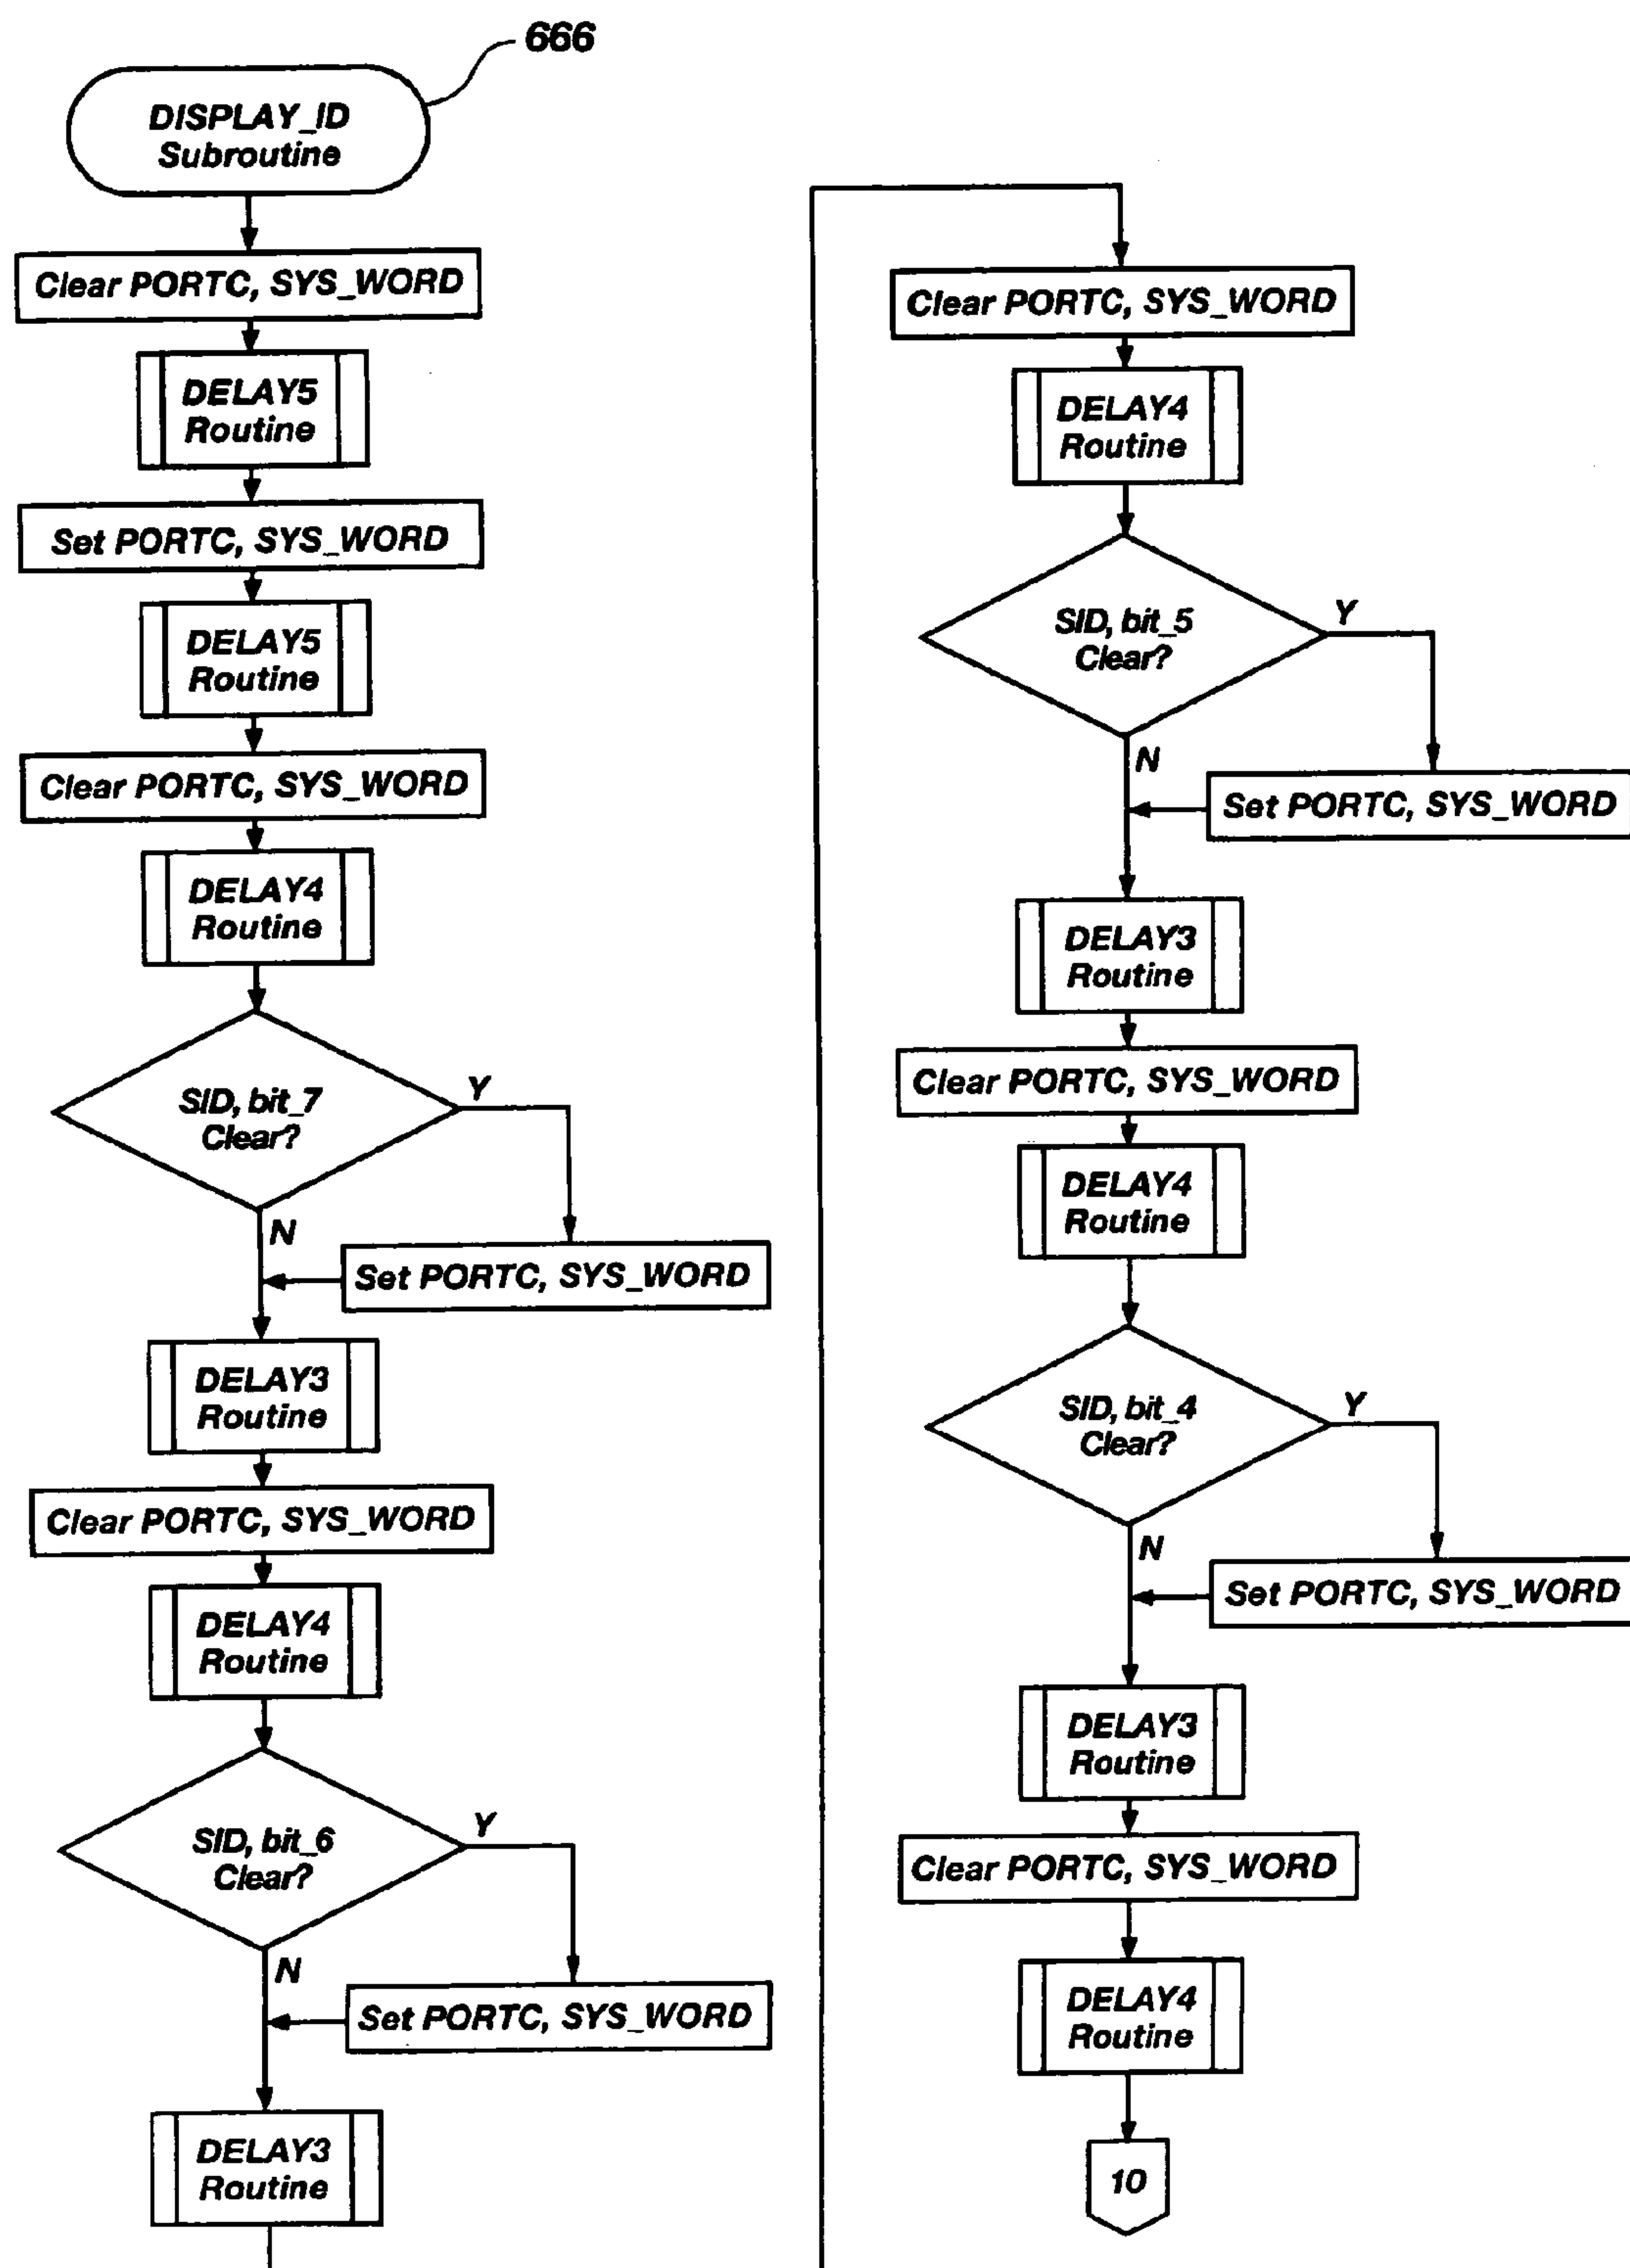 666
DISPLAY_ID
Subroutine
Clear PORTC, SYS_WORD
DELAY5
Routine
Set PORTC, SYS_WORD
DELAY5
Routine
Clear PORTC, SYS_WORD
DELAY4
Routine
SID, bit_7
Clear?
Y
N
Set PORTC, SYS_WORD
DELAY3
Routine
Clear PORTC, SYS_WORD
DELAY4
Routine
SID, bit_6
Clear?
Y
N
Set PORTC, SYS_WORD
DELAY3
Routine
Clear PORTC, SYS_WORD
DELAY4
Routine
SID, bit_5
Clear?
Y
N
Set PORTC, SYS_WORD
DELAY3
Routine
Clear PORTC, SYS_WORD
DELAY4
Routine
SID, bit_4
Clear?
Y
N
Set PORTC, SYS_WORD
DELAY3
Routine
Clear PORTC, SYS_WORD
DELAY4
Routine
10